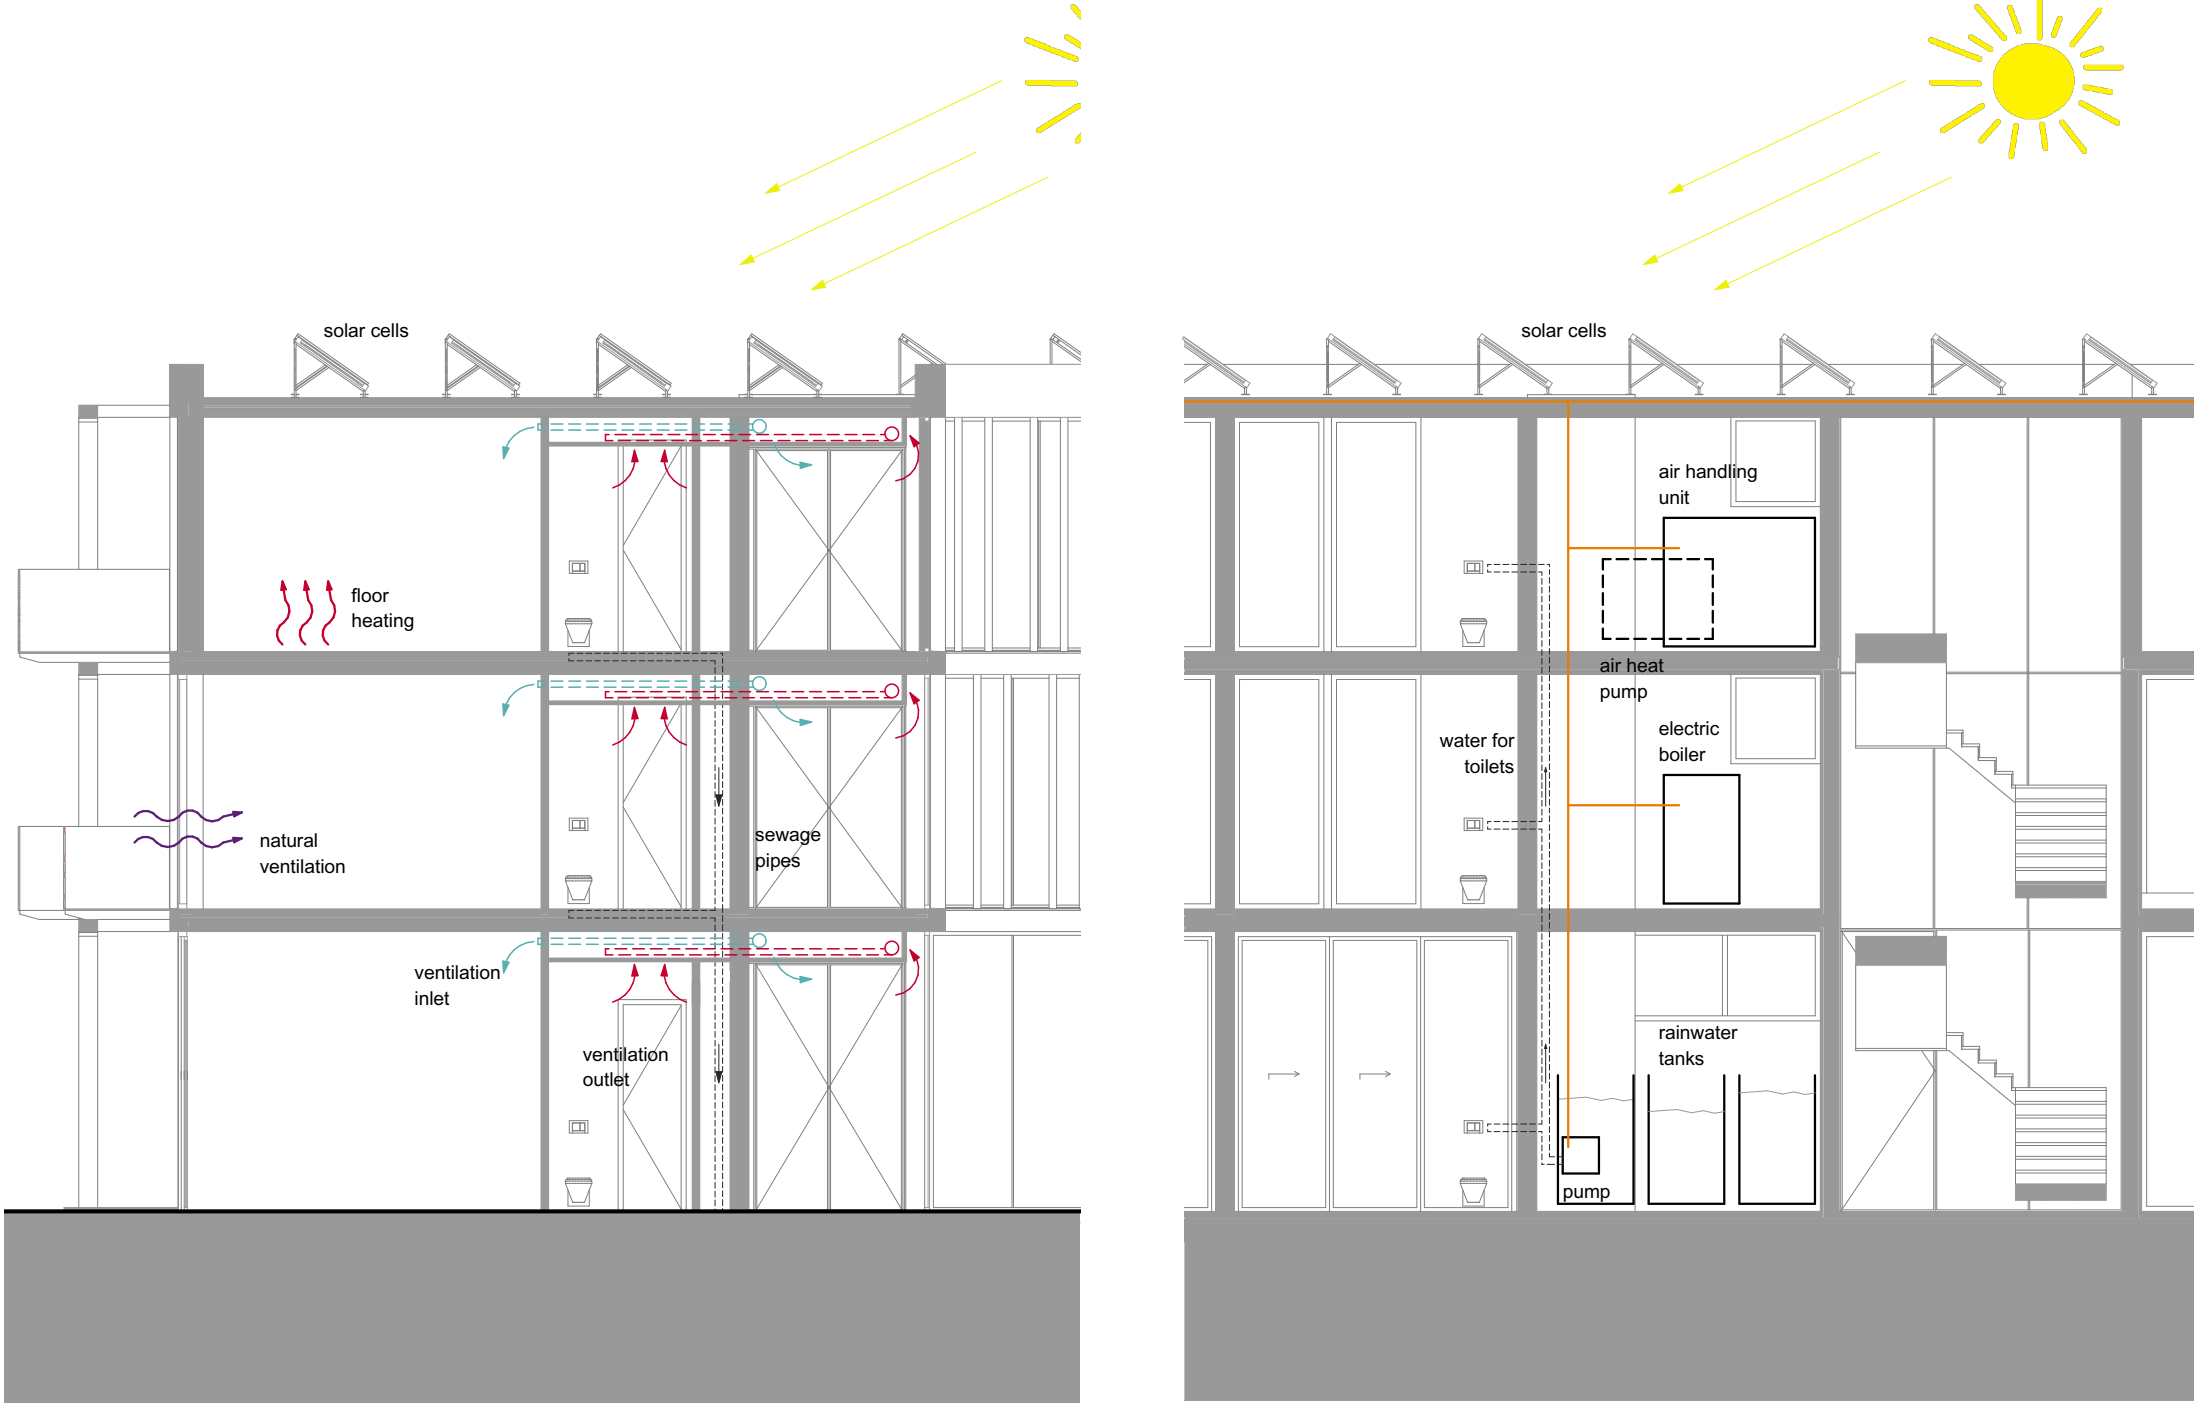 solar cells
floor
heating
natural
ventilation
sewage
pipes
ventilation
inlet
ventilation
outlet
solar cells
air handling
unit
air heat
pump
electric
boiler
water for
toilets
rainwater
tanks
pump